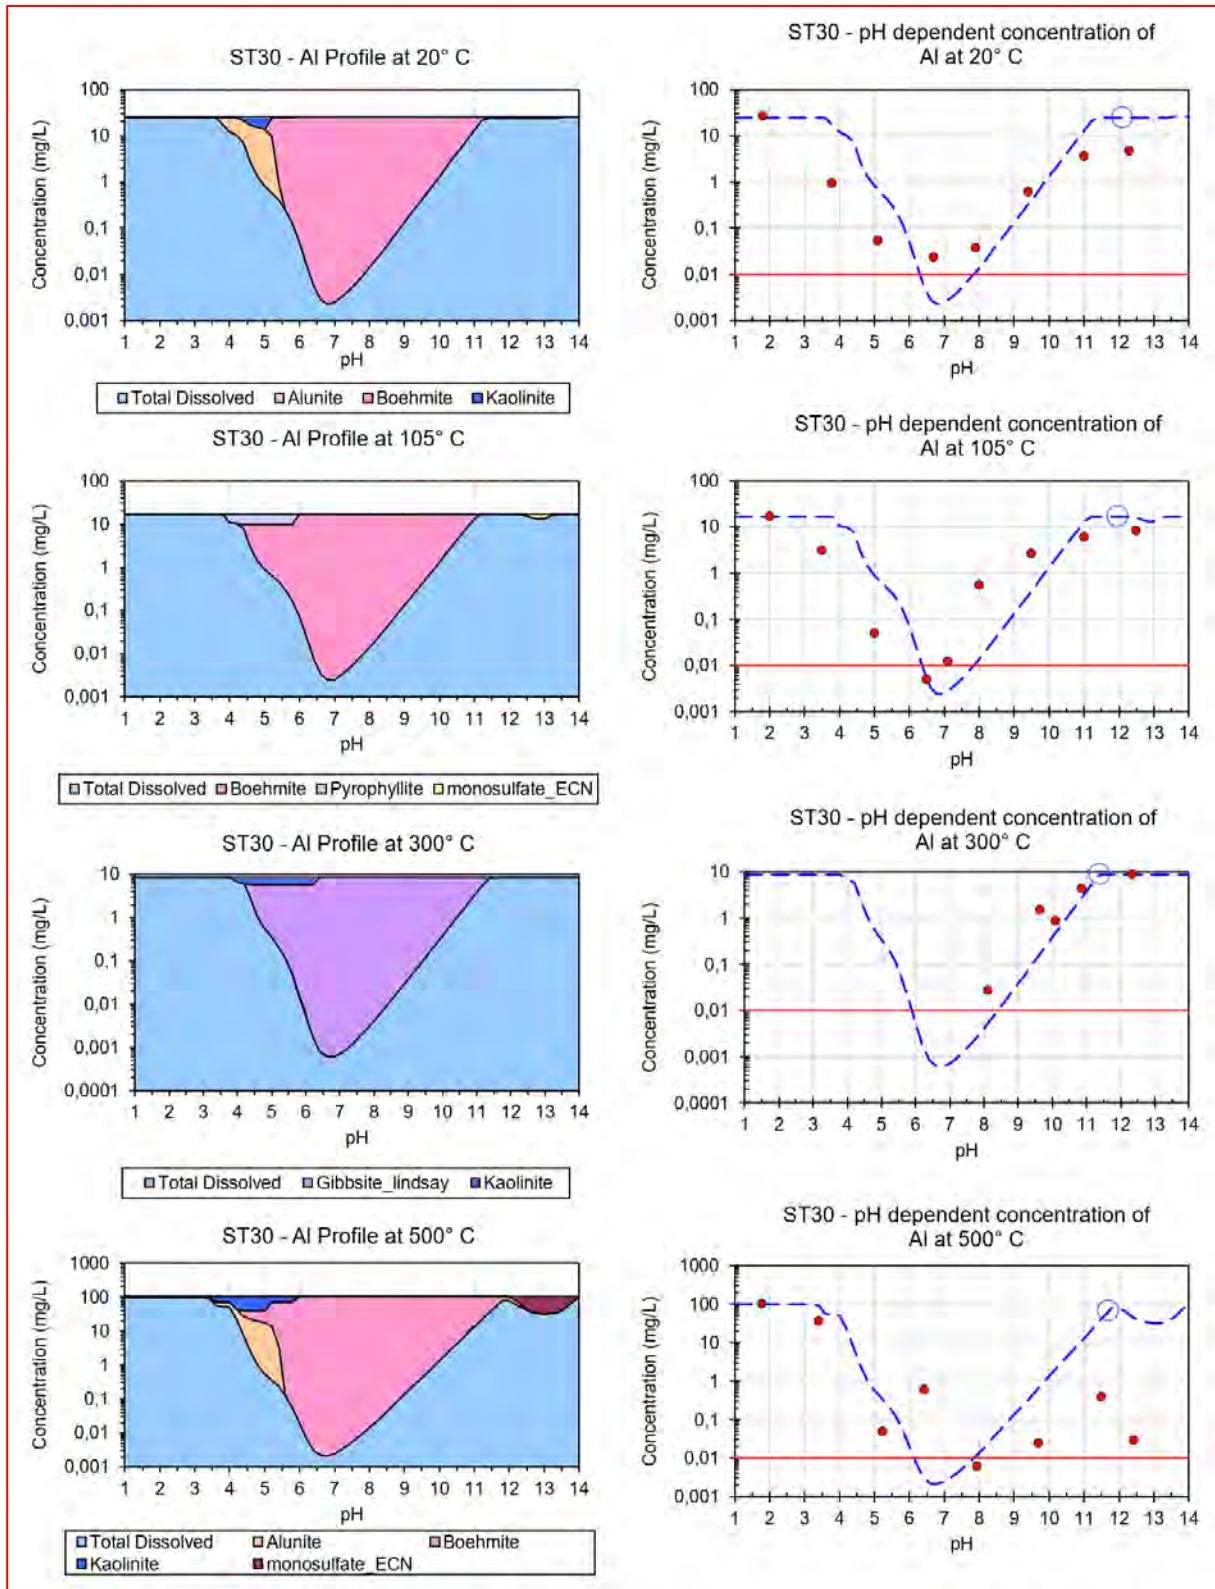 ST30 - Al Profile at 20° C
Concentration (mg/L)
100
10
1
0,1
0,01
0,001
1 2 3 4 5 6 7 8 9 10 11 12 13 14
pH
Total Dissolved Alunite Boehmite Kaolinite
ST30 - pH dependent concentration of
Al at 20° C
Concentration (mg/L)
100
10
1
0,1
0,01
0,001
1 2 3 4 5 6 7 8 9 10 11 12 13 14
pH
ST30 - Al Profile at 105° C
Concentration (mg/L)
100
10
1
0,1
0,01
0,001
1 2 3 4 5 6 7 8 9 10 11 12 13 14
pH
Total Dissolved Boehmite Pyrophyllite monosulfate_ECN
ST30 - pH dependent concentration of
Al at 105° C
Concentration (mg/L)
100
10
1
0,1
0,01
0,001
1 2 3 4 5 6 7 8 9 10 11 12 13 14
pH
ST30 - Al Profile at 300° C
Concentration (mg/L)
10
1
0,1
0,01
0,001
0,0001
1 2 3 4 5 6 7 8 9 10 11 12 13 14
pH
Total Dissolved Gibbsite_lindsay Kaolinite
ST30 - pH dependent concentration of
Al at 300° C
Concentration (mg/L)
10
1
0,1
0,01
0,001
0,0001
1 2 3 4 5 6 7 8 9 10 11 12 13 14
pH
ST30 - Al Profile at 500° C
Concentration (mg/L)
1000
100
10
1
0,1
0,01
0,001
1 2 3 4 5 6 7 8 9 10 11 12 13 14
pH
Total Dissolved Alunite Boehmite
Kaolinite monosulfate_ECN
ST30 - pH dependent concentration of
Al at 500° C
Concentration (mg/L)
1000
100
10
1
0,1
0,01
0,001
1 2 3 4 5 6 7 8 9 10 11 12 13 14
pH